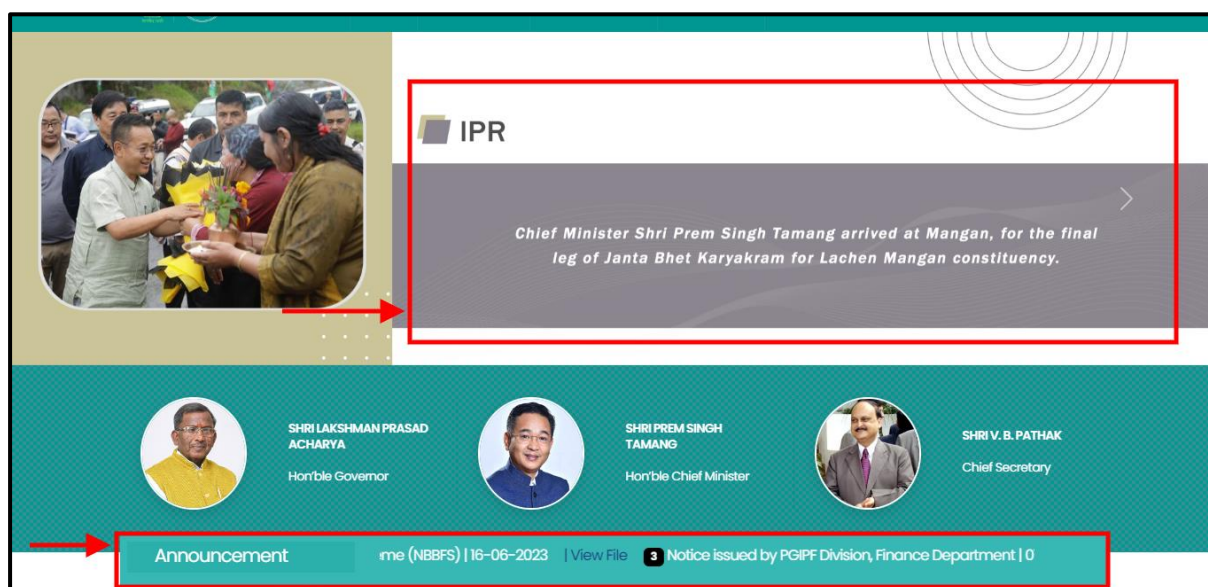 IPR
Chief Minister Shri Prem Singh Tamang arrived at Mangan, for the final
leg of Janta Bhet Karyakram for Lachen Mangan constituency.
SHRI LAKSHMAN PRASAD
ACHARYA
Hon'ble Governor
SHRI PREM SINGH
TAMANG
Hon'ble Chief Minister
SHRI V. B. PATHAK
Chief Secretary
Announcement :me (NBBFS) | 16-06-2023 | View File 3 Notice issued by PGIPF Division, Finance Department | 0